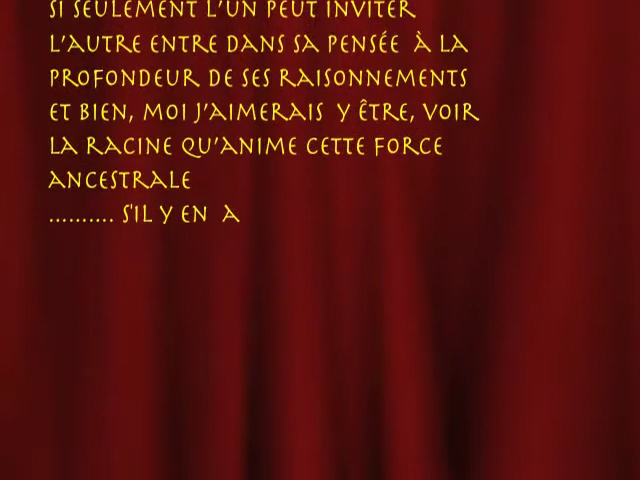 SI SEULEMENT L'UN PEUT INVITER
L'AUTRE ENTRE DANS SA PENSÉE À LA
PROFONDEUR DE SES RAISONNEMENTS
ET BIEN, MOI J'AIMERAIS Y ÊTRE, VOIR
LA RACINE QU'ANIME CETTE FORCE
ANCESTRALE
.......... S'IL Y EN A